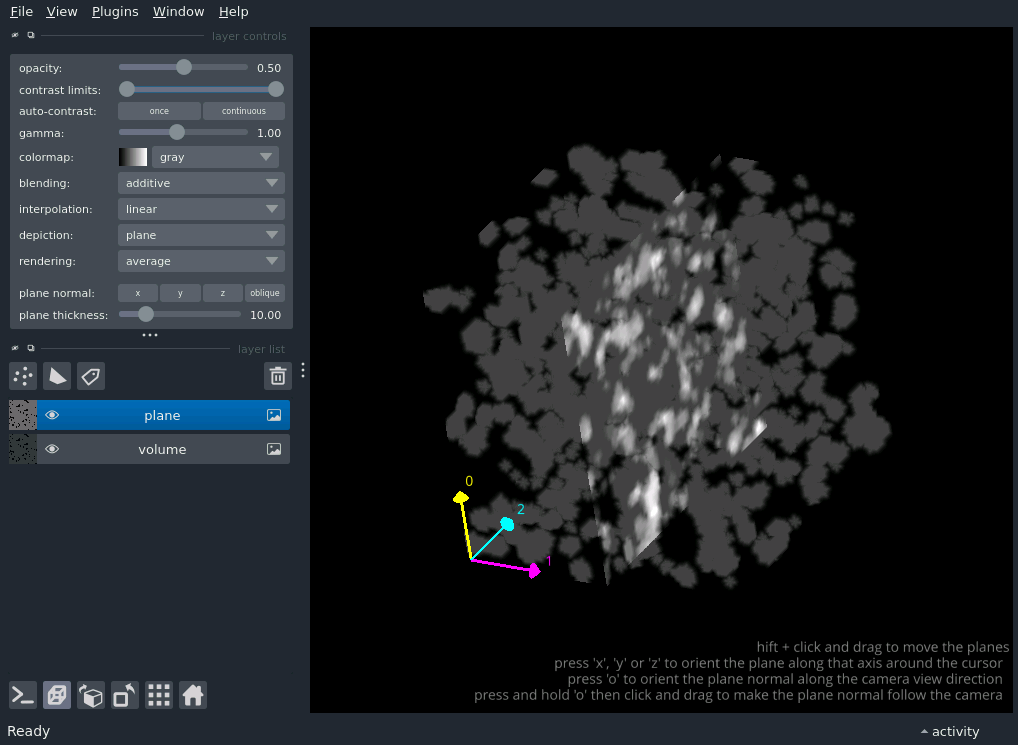 File View Plugins Window Help
layer controls
opacity: 0.50
contrast limits:
auto-contrast: once continuous
gamma: 1.00
colormap: gray
blending: additive
interpolation: linear
depiction: plane
rendering: average
plane normal: x y z oblique
plane thickness: 10.00
layer list
plane
volume
0
2
1
hift + click and drag to move the planes
press 'x', 'y' or 'z' to orient the plane along that axis around the cursor
press 'o' to orient the plane normal along the camera view direction
press and hold 'o' then click and drag to make the plane normal follow the camera
Ready activity